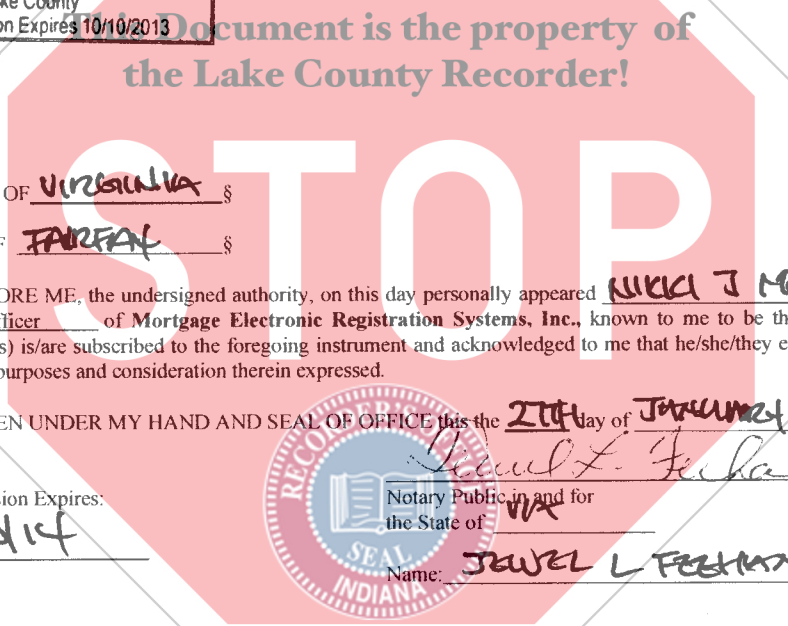 ke County
on Expires 10/10/2013
This Document is the property of
the Lake County Recorder!
STOP
OF VIRGINIA §
F FAIRFAX §
ORE ME, the undersigned authority, on this day personally appeared NIKKI J M
fficer of Mortgage Electronic Registration Systems, Inc., known to me to be th
s) is/are subscribed to the foregoing instrument and acknowledged to me that he/she/they e
purposes and consideration therein expressed.
EN UNDER MY HAND AND SEAL OF OFFICE this the 27TH day of JANUARY
Jewel L. Feeha
ion Expires:
/14
Notary Public in and for
the State of VA
Name: JEWEL L FEEHAN
RECORDER
SEAL
INDIANA